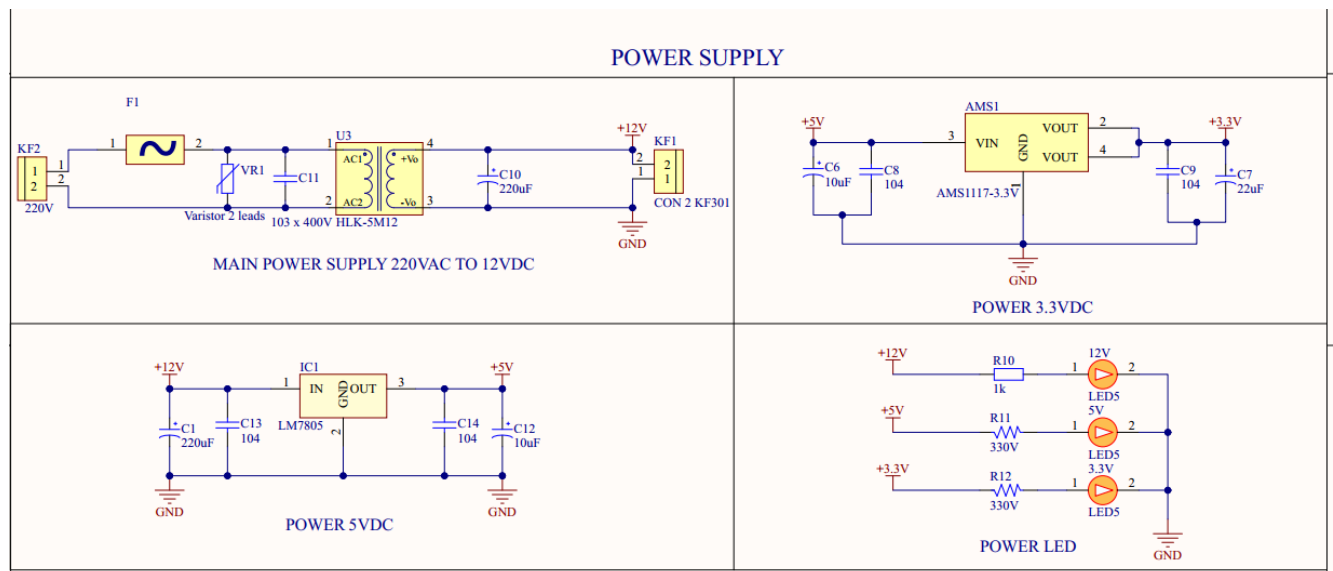 POWER SUPPLY
F1
KF2
1
2
1
2
220V
1
2
VR1
Varistor 2 leads
C11
103 x 400V
U3
1
2
AC1
AC2
+Vo
-Vo
4
3
HLK-5M12
C10
220uF
+12V
2
1
KF1
2
1
CON 2 KF301
GND
MAIN POWER SUPPLY 220VAC TO 12VDC
AMS1
+5V
3
VIN
GND
VOUT
VOUT
2
4
+3.3V
C6
10uF
C8
104
AMS1117-3.3V
1
C9
104
C7
22uF
GND
POWER 3.3VDC
+12V
IC1
1
IN
GND
OUT
3
+5V
LM7805
2
C1
220uF
C13
104
C14
104
C12
10uF
GND
GND
POWER 5VDC
+12V
R10
1k
1
12V
2
LED5
+5V
R11
330V
1
5V
2
LED5
+3.3V
R12
330V
1
3.3V
2
LED5
GND
POWER LED